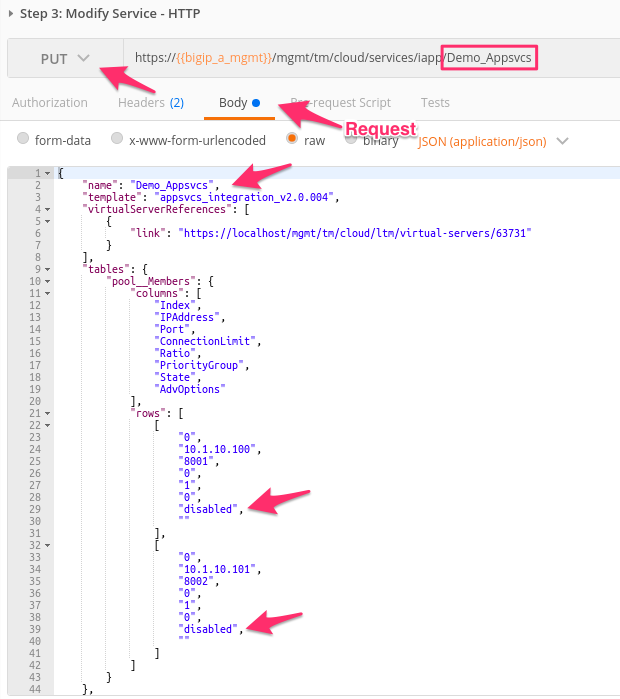 Step 3: Modify Service - HTTP
PUT https://{{bigip_a_mgmt}}/mgmt/tm/cloud/services/iapp/Demo_Appsvcs
Authorization Headers (2) Body Pre-request Script Tests
Request
form-data x-www-form-urlencoded raw binary JSON (application/json)
1 {
2 "name": "Demo_Appsvcs",
3 "template": "appsvcs_integration_v2.0.004",
4 "virtualServerReferences": [
5 {
6 "link": "https://localhost/mgmt/tm/cloud/ltm/virtual-servers/63731"
7 }
8 ],
9 "tables": {
10 "pool__Members": {
11 "columns": [
12 "Index",
13 "IPAddress",
14 "Port",
15 "ConnectionLimit",
16 "Ratio",
17 "PriorityGroup",
18 "State",
19 "AdvOptions"
20 ],
21 "rows": [
22 [
23 "0",
24 "10.1.10.100",
25 "8001",
26 "0",
27 "1",
28 "0",
29 "disabled",
30 ""
31 ],
32 [
33 "0",
34 "10.1.10.101",
35 "8002",
36 "0",
37 "1",
38 "0",
39 "disabled",
40 ""
41 ]
42 ]
43 }
44 },